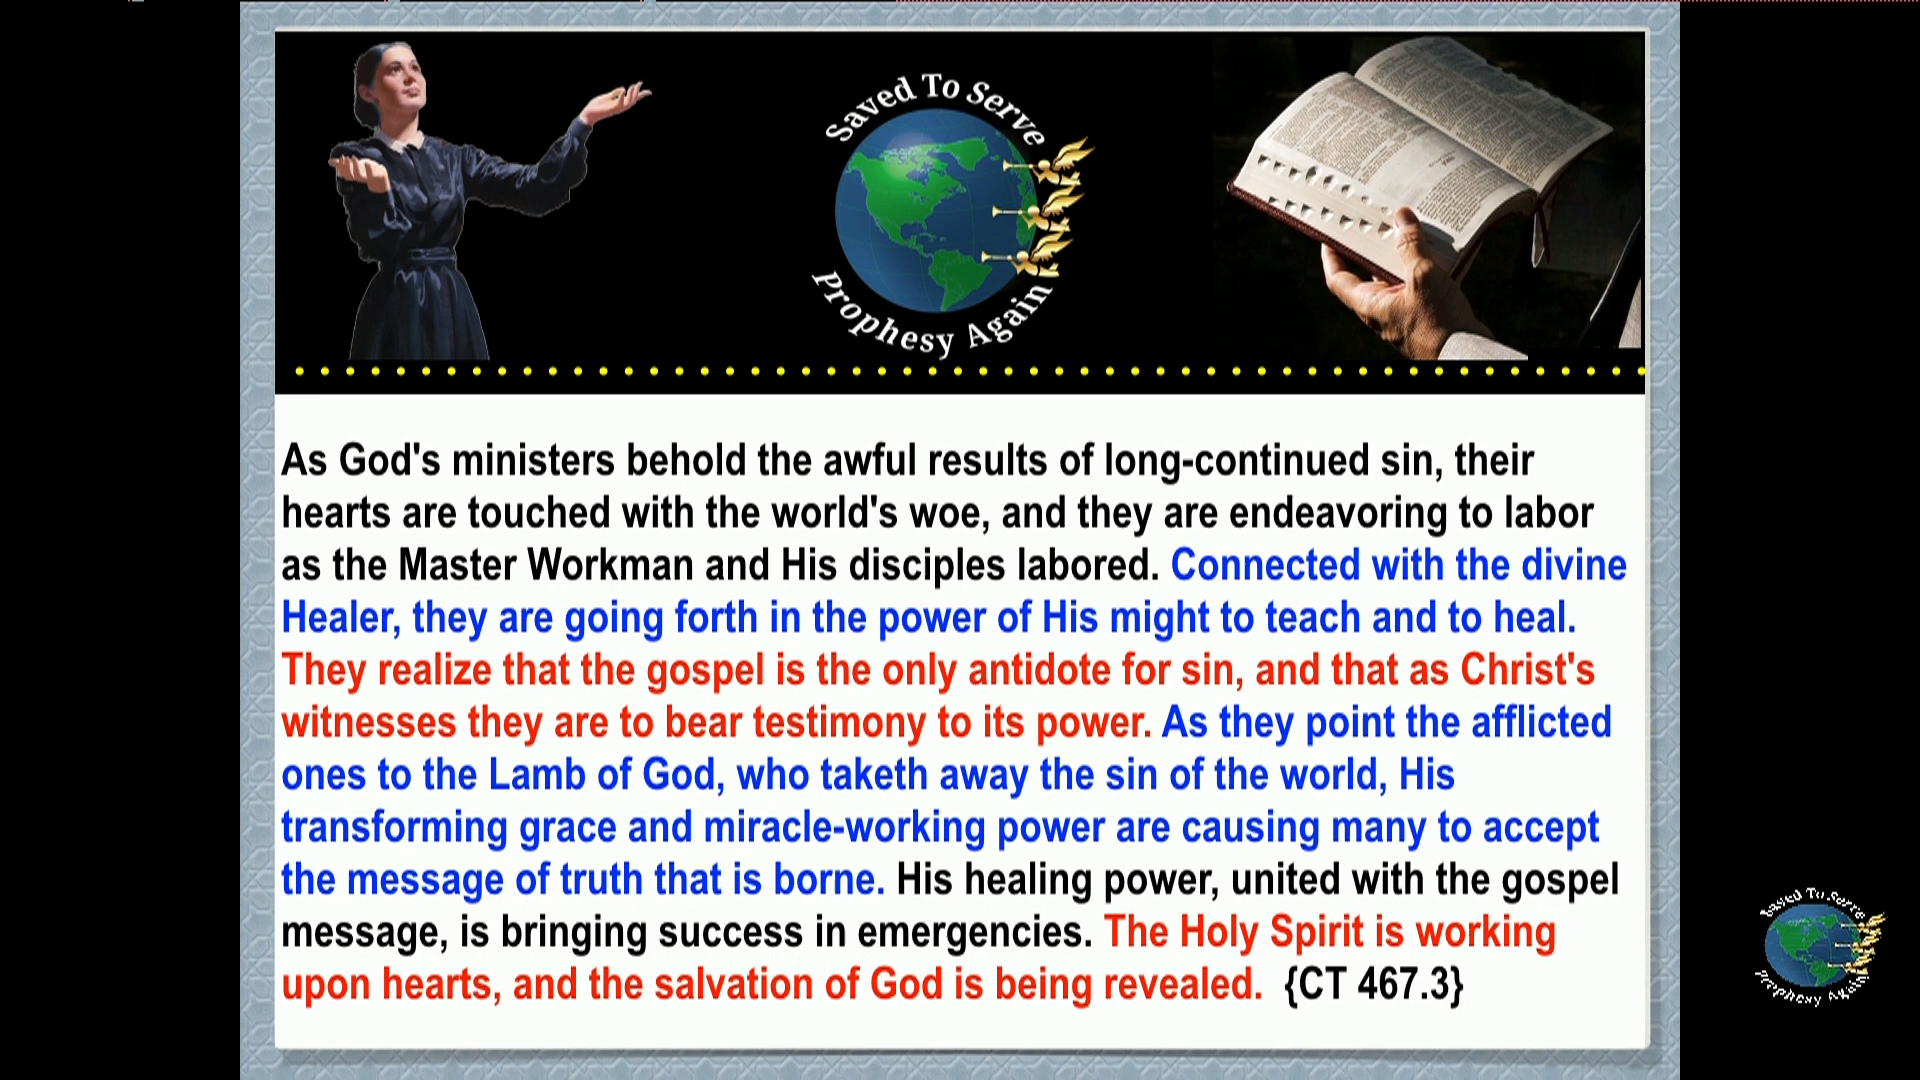 Saved To Serve
Prophesy Again
As God's ministers behold the awful results of long-continued sin, their
hearts are touched with the world's woe, and they are endeavoring to labor
as the Master Workman and His disciples labored. Connected with the divine
Healer, they are going forth in the power of His might to teach and to heal.
They realize that the gospel is the only antidote for sin, and that as Christ's
witnesses they are to bear testimony to its power. As they point the afflicted
ones to the Lamb of God, who taketh away the sin of the world, His
transforming grace and miracle-working power are causing many to accept
the message of truth that is borne. His healing power, united with the gospel
message, is bringing success in emergencies. The Holy Spirit is working
upon hearts, and the salvation of God is being revealed. {CT 467.3}
Saved To Serve
Prophesy Again